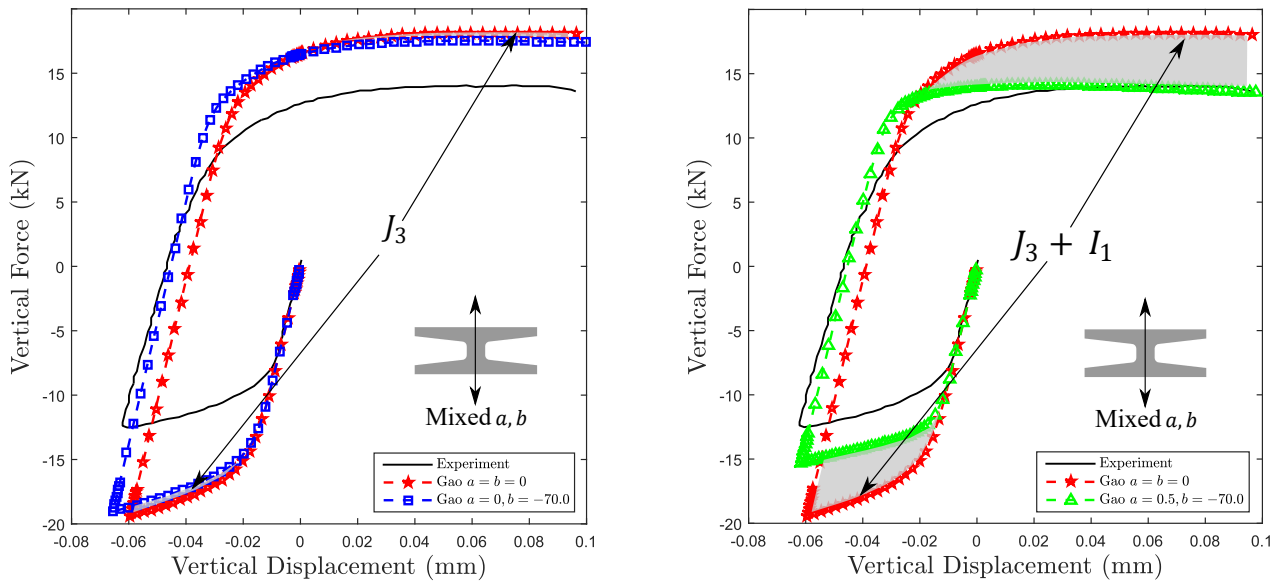 Vertical Force (kN)
15
10
5
0
-5
-10
-15
-20
-0.08
-0.06
-0.04
-0.02
0
0.02
0.04
0.06
0.08
0.1
Vertical Displacement (mm)
J₃
Mixed a, b
Experiment
Gao a = b = 0
Gao a = 0, b = −70.0
Vertical Force (kN)
15
10
5
0
-5
-10
-15
-20
-0.08
-0.06
-0.04
-0.02
0
0.02
0.04
0.06
0.08
0.1
Vertical Displacement (mm)
J₃ + I₁
Mixed a, b
Experiment
Gao a = b = 0
Gao a = 0.5, b = −70.0